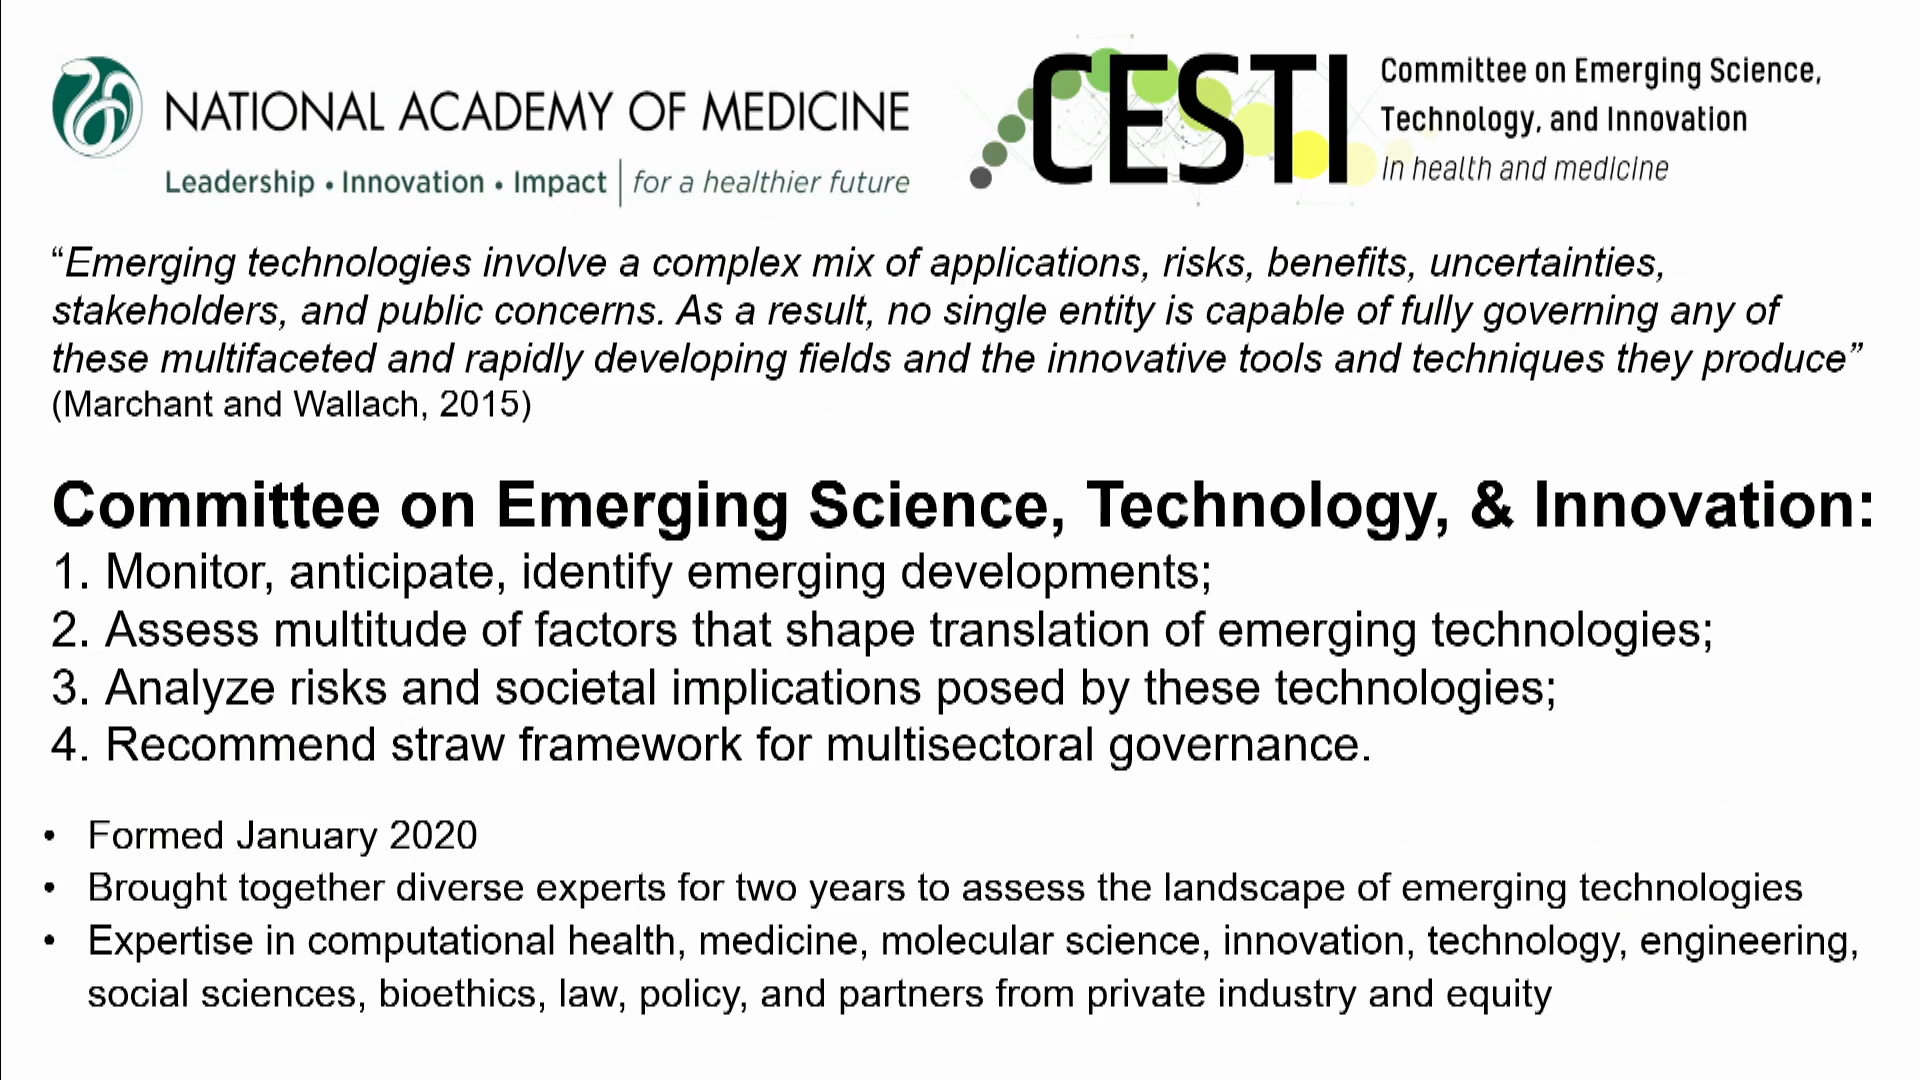 NATIONAL ACADEMY OF MEDICINE
Leadership • Innovation • Impact | for a healthier future
CESTI
Committee on Emerging Science,
Technology, and Innovation
in health and medicine
“Emerging technologies involve a complex mix of applications, risks, benefits, uncertainties,
stakeholders, and public concerns. As a result, no single entity is capable of fully governing any of
these multifaceted and rapidly developing fields and the innovative tools and techniques they produce”
(Marchant and Wallach, 2015)
Committee on Emerging Science, Technology, & Innovation:
1. Monitor, anticipate, identify emerging developments;
2. Assess multitude of factors that shape translation of emerging technologies;
3. Analyze risks and societal implications posed by these technologies;
4. Recommend straw framework for multisectoral governance.
• Formed January 2020
• Brought together diverse experts for two years to assess the landscape of emerging technologies
• Expertise in computational health, medicine, molecular science, innovation, technology, engineering,
social sciences, bioethics, law, policy, and partners from private industry and equity